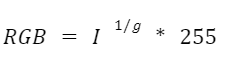 RGB = I ^1/g * 255